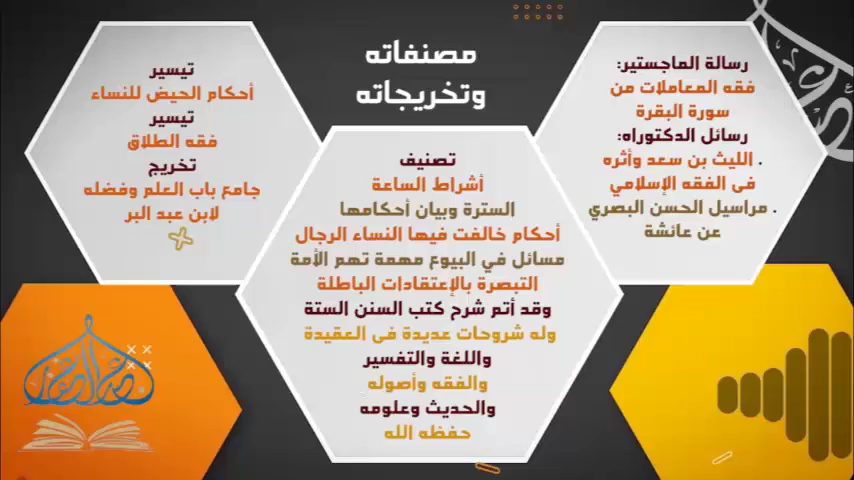 مصنفاته
وتخريجاته
رسالة الماجستير:
فقه المعاملات من
سورة البقرة
رسائل الدكتوراه:
. الليث بن سعد وأثره
فى الفقه الإسلامي
. مراسيل الحسن البصري
عن عائشة
تصنيف
أشراط الساعة
السترة وبيان أحكامها
أحكام خالفت فيها النساء الرجال
مسائل في البيوع مهمة تهم الأمة
التبصرة بالإعتقادات الباطلة
وقد أتم شرح كتب السنن الستة
وله شروحات عديدة فى العقيدة
واللغة والتفسير
والفقه وأصوله
والحديث وعلومه
حفظه الله
تيسير
أحكام الحيض للنساء
تيسير
فقه الطلاق
تخريج
جامع باب العلم وفضله
لابن عبد البر